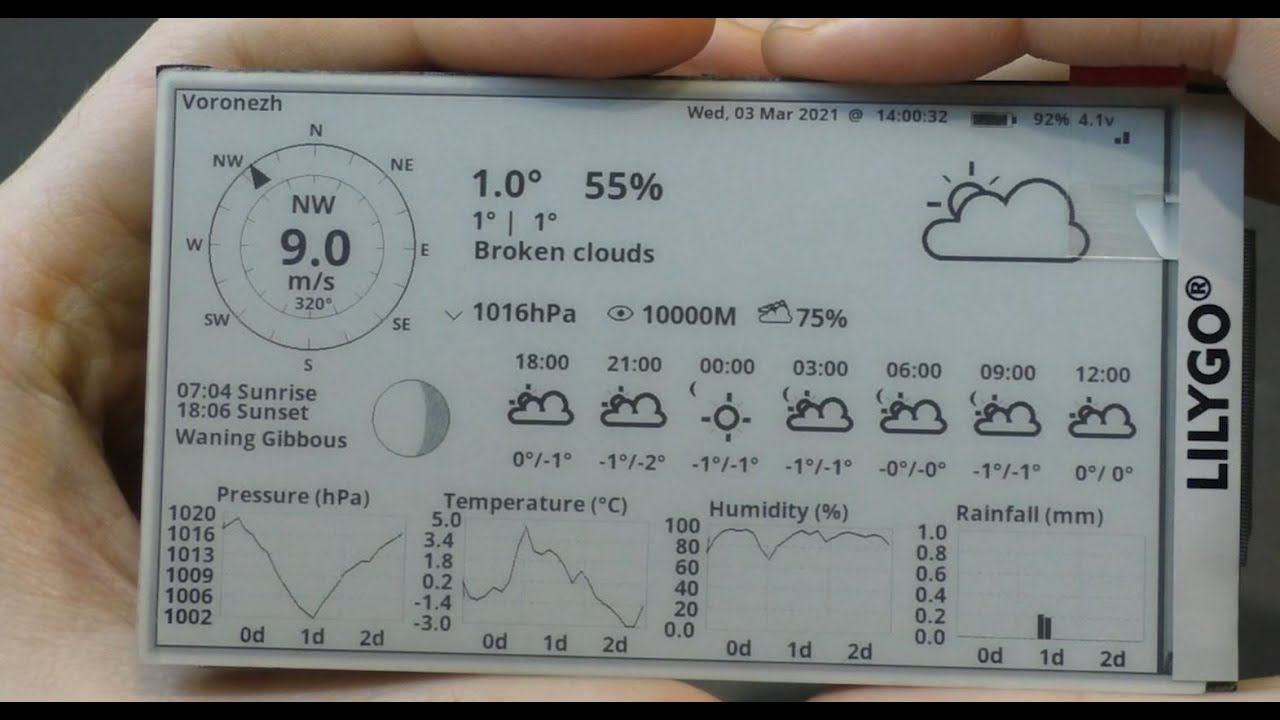 Voronezh
Wed, 03 Mar 2021 @ 14:00:32 92% 4.1v
N
NW NE
W E
SW SE
S
NW
9.0
m/s
320°
1.0° 55%
1° | 1°
Broken clouds
1016hPa 10000M 75%
07:04 Sunrise
18:06 Sunset
Waning Gibbous
18:00 21:00 00:00 03:00 06:00 09:00 12:00
0°/-1° -1°/-2° -1°/-1° -1°/-1° -0°/-0° -1°/-1° 0°/ 0°
Pressure (hPa)
1020
1016
1013
1009
1006
1002
0d 1d 2d
Temperature (°C)
5.0
3.4
1.8
0.2
-1.4
-3.0
0d 1d 2d
Humidity (%)
100
80
60
40
20
0.0
0d 1d 2d
Rainfall (mm)
1.0
0.8
0.6
0.4
0.2
0.0
0d 1d 2d
LILYGO®